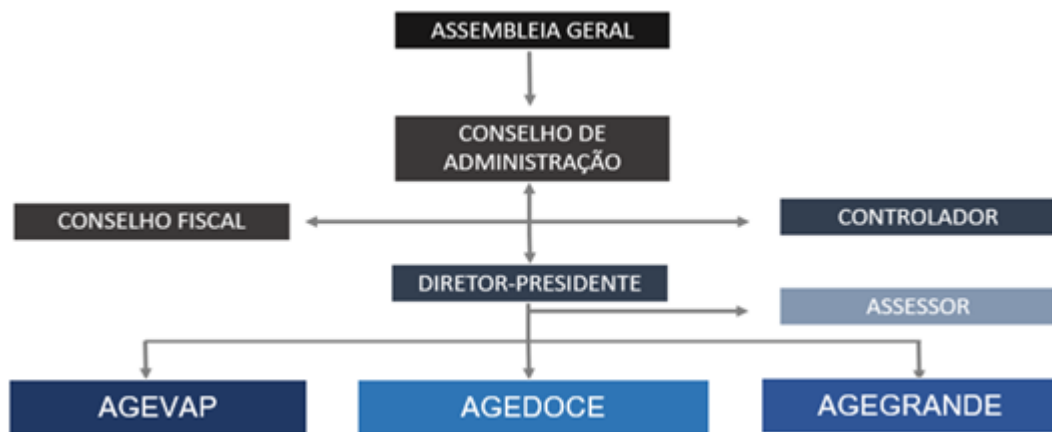 ASSEMBLEIA GERAL
CONSELHO DE
ADMINISTRAÇÃO
CONSELHO FISCAL
CONTROLADOR
DIRETOR-PRESIDENTE
ASSESSOR
AGEVAP
AGEDOCE
AGEGRANDE